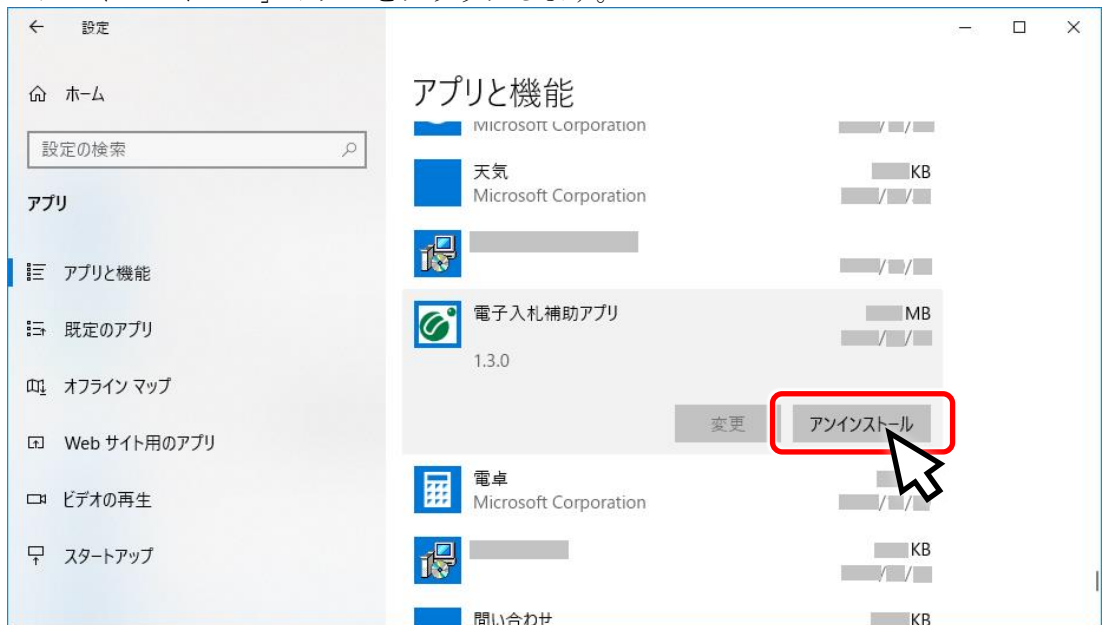 設定
ホーム
設定の検索
アプリ
アプリと機能
既定のアプリ
オフライン マップ
Web サイト用のアプリ
ビデオの再生
スタートアップ
アプリと機能
Microsoft Corporation
/ /
天気
KB
Microsoft Corporation
/ /
/ /
電子入札補助アプリ
MB
/ /
1.3.0
変更
アンインストール
電卓
Microsoft Corporation
/ /
KB
/ /
問い合わせ
KB